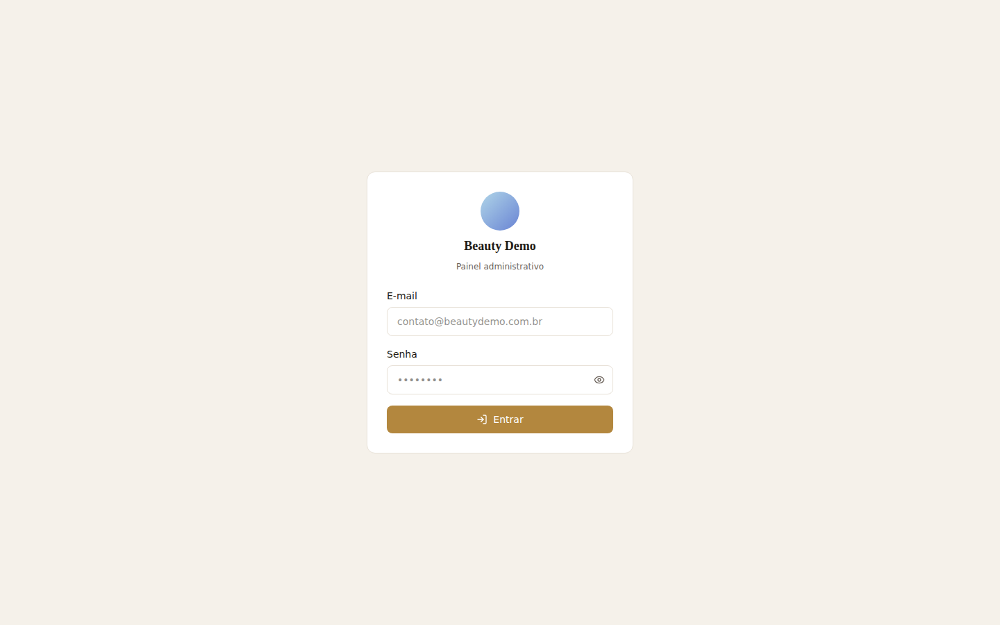 Beauty Demo
Painel administrativo
E-mail
contato@beautydemo.com.br
Senha
••••••••
Entrar